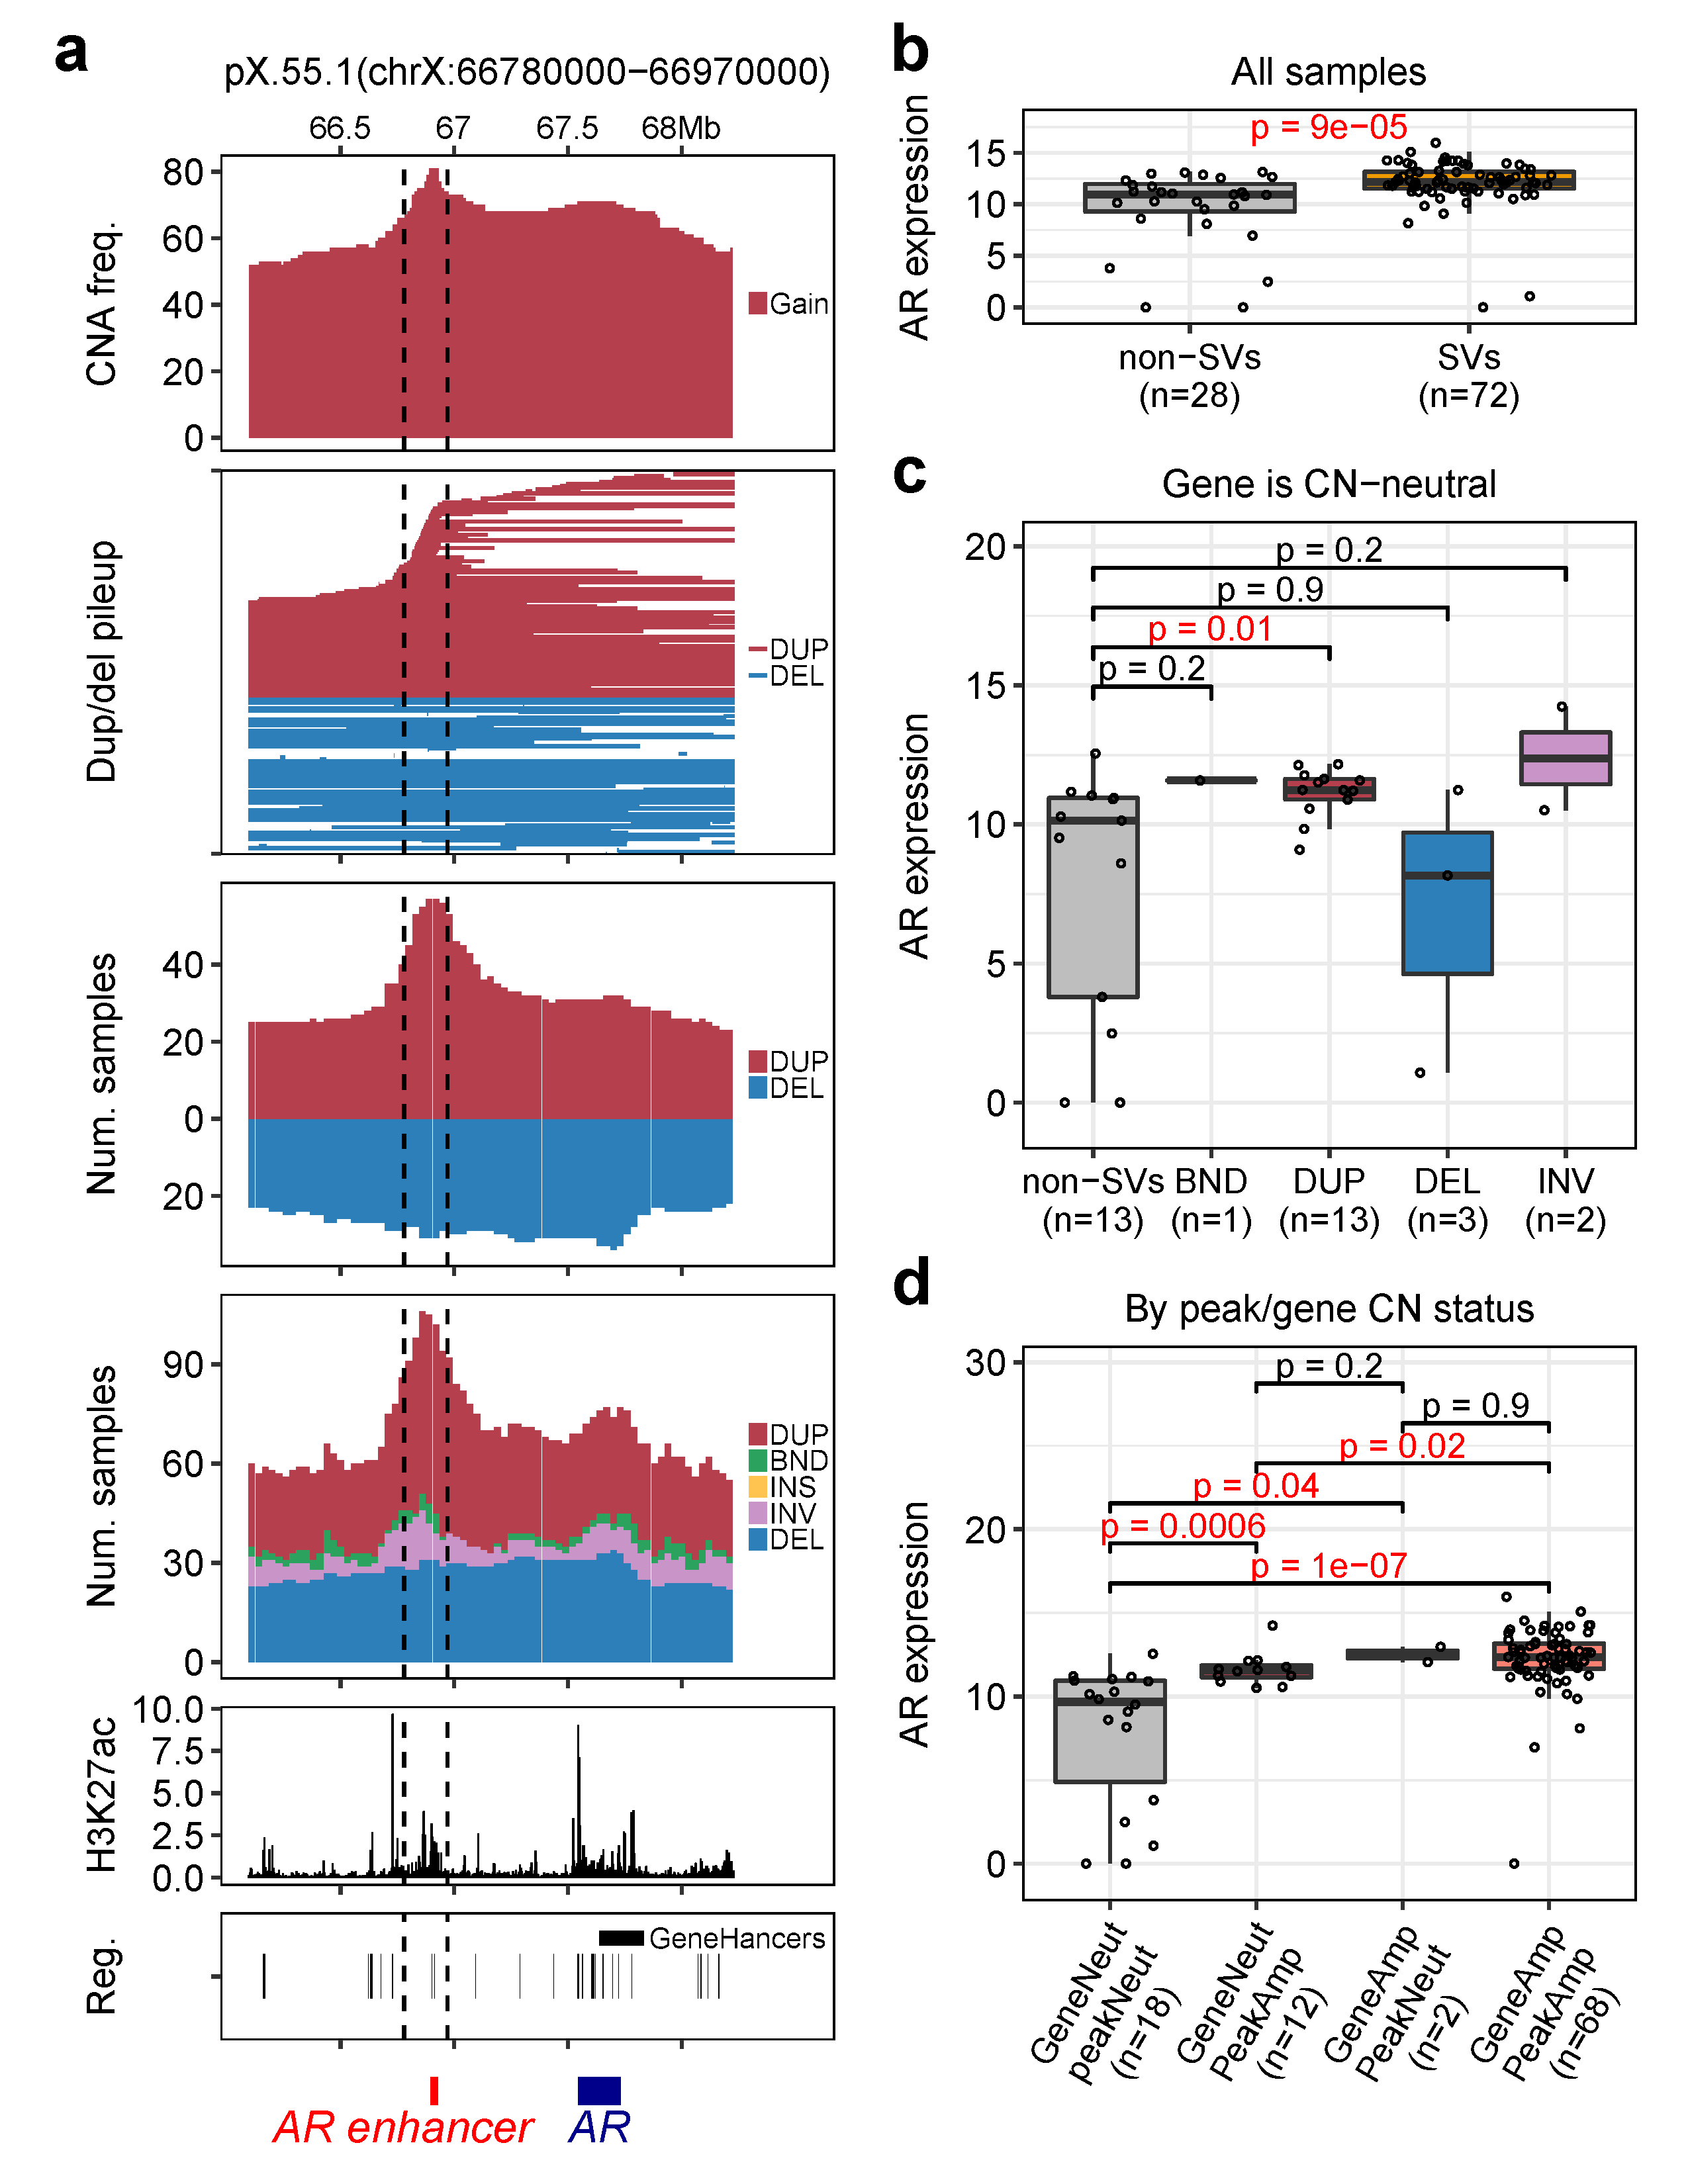 a
pX.55.1(chrX:66780000−66970000)
66.5 67 67.5 68Mb
CNA freq.
80
60
40
20
0
Gain
Dup/del pileup
DUP
DEL
Num. samples
40
20
0
20
DUP
DEL
Num. samples
90
60
30
0
DUP
BND
INS
INV
DEL
H3K27ac
10.0
7.5
5.0
2.5
0.0
Reg.
GeneHancers
AR enhancer
AR
b
All samples
AR expression
15
10
5
0
p = 9e−05
non−SVs
(n=28)
SVs
(n=72)
c
Gene is CN−neutral
AR expression
20
15
10
5
0
p = 0.2
p = 0.9
p = 0.01
p = 0.2
non−SVs
(n=13)
BND
(n=1)
DUP
(n=13)
DEL
(n=3)
INV
(n=2)
d
By peak/gene CN status
AR expression
30
20
10
0
p = 0.2
p = 0.9
p = 0.02
p = 0.04
p = 0.0006
p = 1e−07
GeneNeut
peakNeut
(n=18)
GeneNeut
PeakAmp
(n=12)
GeneAmp
PeakNeut
(n=2)
GeneAmp
PeakAmp
(n=68)